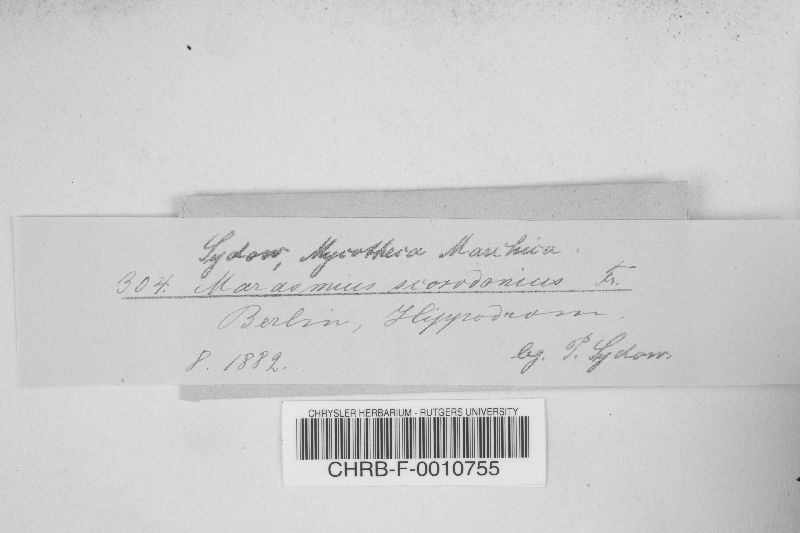 Sydow, Mycotheca Marchica.
304. Marasmius scorodonius Fr.
Berlin, Hippodrom.
8. 1882.
leg. P. Sydow.
CHRYSLER HERBARIUM - RUTGERS UNIVERSITY
CHRB-F-0010755